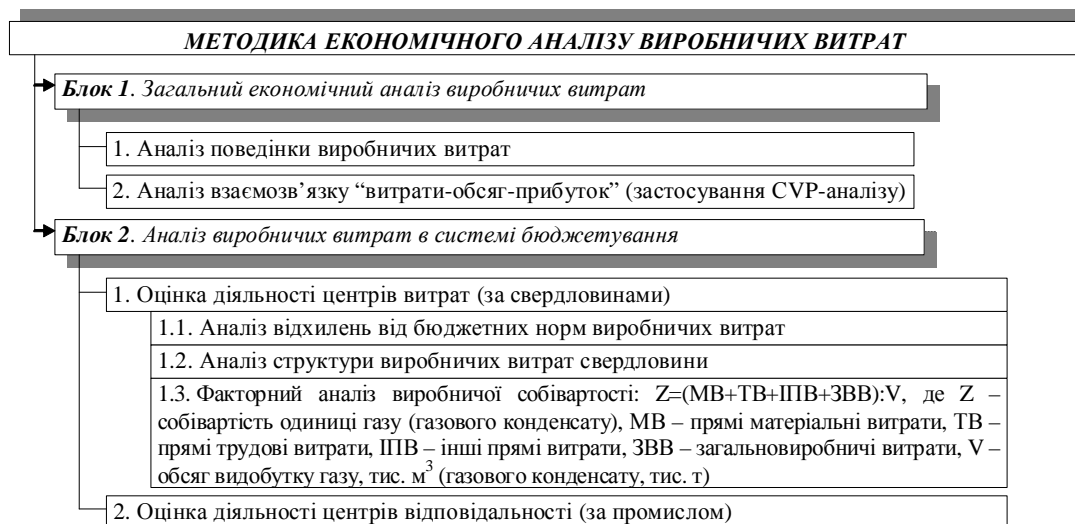 МЕТОДИКА ЕКОНОМІЧНОГО АНАЛІЗУ ВИРОБНИЧИХ ВИТРАТ
Блок 1. Загальний економічний аналіз виробничих витрат
1. Аналіз поведінки виробничих витрат
2. Аналіз взаємозв’язку “витрати-обсяг-прибуток” (застосування CVP-аналізу)
Блок 2. Аналіз виробничих витрат в системі бюджетування
1. Оцінка діяльності центрів витрат (за свердловинами)
1.1. Аналіз відхилень від бюджетних норм виробничих витрат
1.2. Аналіз структури виробничих витрат свердловини
1.3. Факторний аналіз виробничої собівартості: Z=(МВ+ТВ+ІПВ+ЗВВ):V, де Z –
собівартість одиниці газу (газового конденсату), МВ – прямі матеріальні витрати, ТВ –
прямі трудові витрати, ІПВ – інші прямі витрати, ЗВВ – загальновиробничі витрати, V –
обсяг видобутку газу, тис. м³ (газового конденсату, тис. т)
2. Оцінка діяльності центрів відповідальності (за промислом)